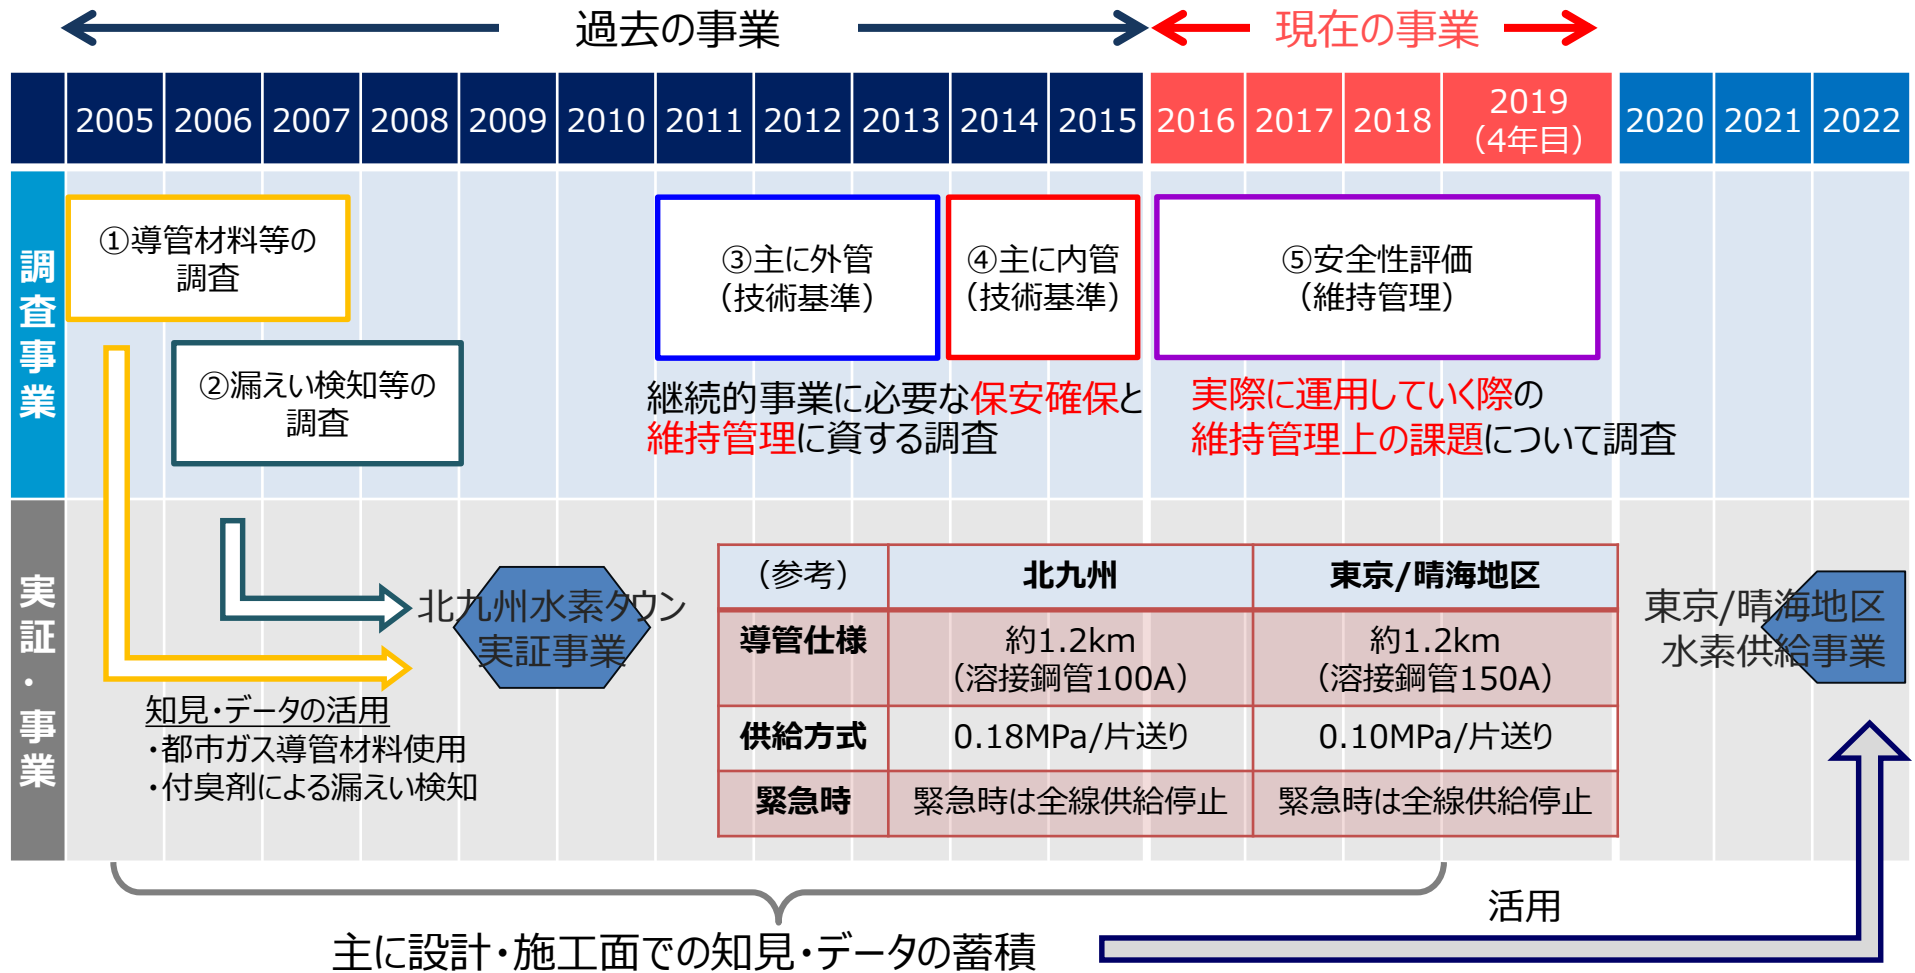 過去の事業
現在の事業
2005 2006 2007 2008 2009 2010 2011 2012 2013 2014 2015 2016 2017 2018 2019 2020 2021 2022
（4年目）
調査事業
①導管材料等の
調査
②漏えい検知等の
調査
③主に外管
（技術基準）
④主に内管
（技術基準）
⑤安全性評価
（維持管理）
継続的事業に必要な保安確保と
維持管理に資する調査
実際に運用していく際の
維持管理上の課題について調査
実証・事業
北九州水素タウン
実証事業
知見・データの活用
・都市ガス導管材料使用
・付臭剤による漏えい検知
（参考） 北九州 東京/晴海地区
導管仕様 約1.2km 約1.2km
（溶接鋼管100A） （溶接鋼管150A）
供給方式 0.18MPa/片送り 0.10MPa/片送り
緊急時 緊急時は全線供給停止 緊急時は全線供給停止
東京/晴海地区
水素供給事業
活用
主に設計・施工面での知見・データの蓄積